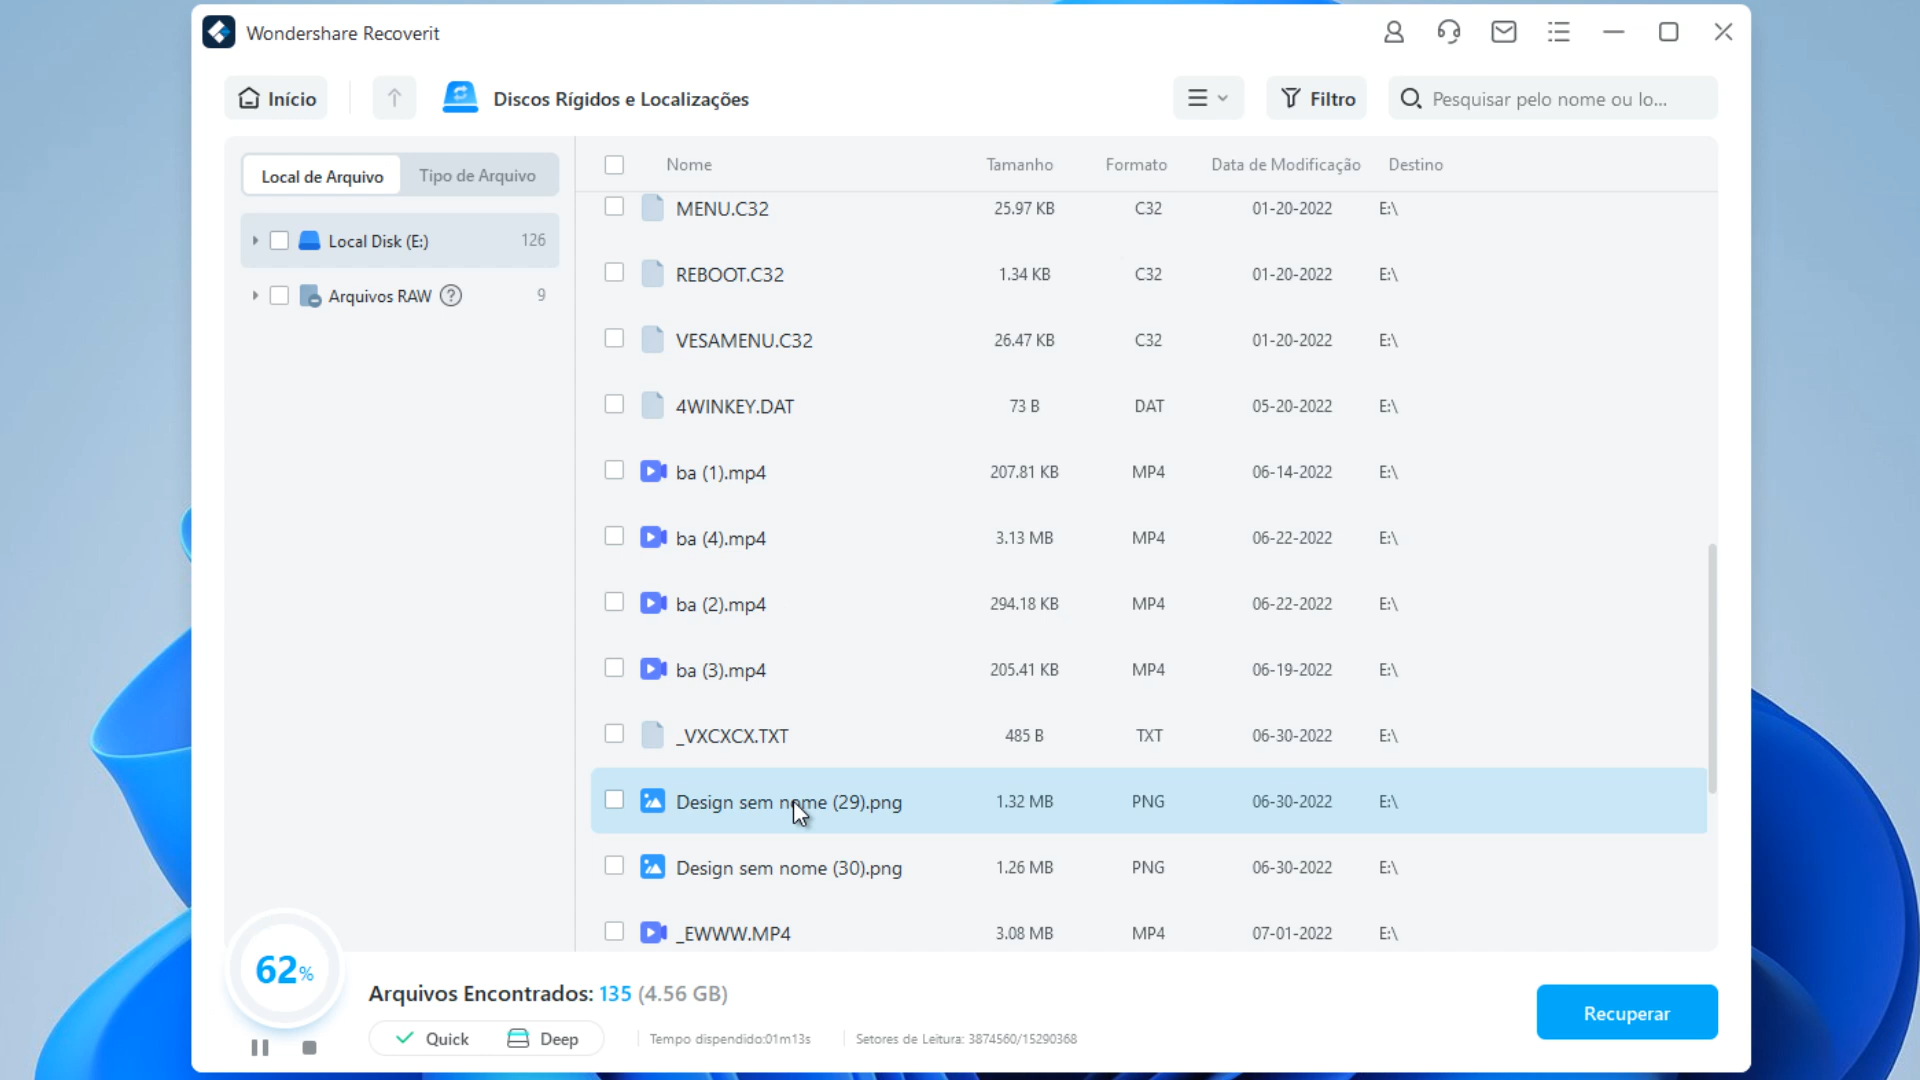 Wondershare Recoverit
Início
Discos Rígidos e Localizações
Filtro
Pesquisar pelo nome ou lo...
Local de Arquivo
Tipo de Arquivo
Local Disk (E:) 126
Arquivos RAW ? 9
Nome Tamanho Formato Data de Modificação Destino
MENU.C32 25.97 KB C32 01-20-2022 E:\
REBOOT.C32 1.34 KB C32 01-20-2022 E:\
VESAMENU.C32 26.47 KB C32 01-20-2022 E:\
4WINKEY.DAT 73 B DAT 05-20-2022 E:\
ba (1).mp4 207.81 KB MP4 06-14-2022 E:\
ba (4).mp4 3.13 MB MP4 06-22-2022 E:\
ba (2).mp4 294.18 KB MP4 06-22-2022 E:\
ba (3).mp4 205.41 KB MP4 06-19-2022 E:\
_VXCXCX.TXT 485 B TXT 06-30-2022 E:\
Design sem nome (29).png 1.32 MB PNG 06-30-2022 E:\
Design sem nome (30).png 1.26 MB PNG 06-30-2022 E:\
_EWWW.MP4 3.08 MB MP4 07-01-2022 E:\
62%
Arquivos Encontrados: 135 (4.56 GB)
Quick Deep Tempo dispendido:01m13s Setores de Leitura: 3874560/15290368
Recuperar